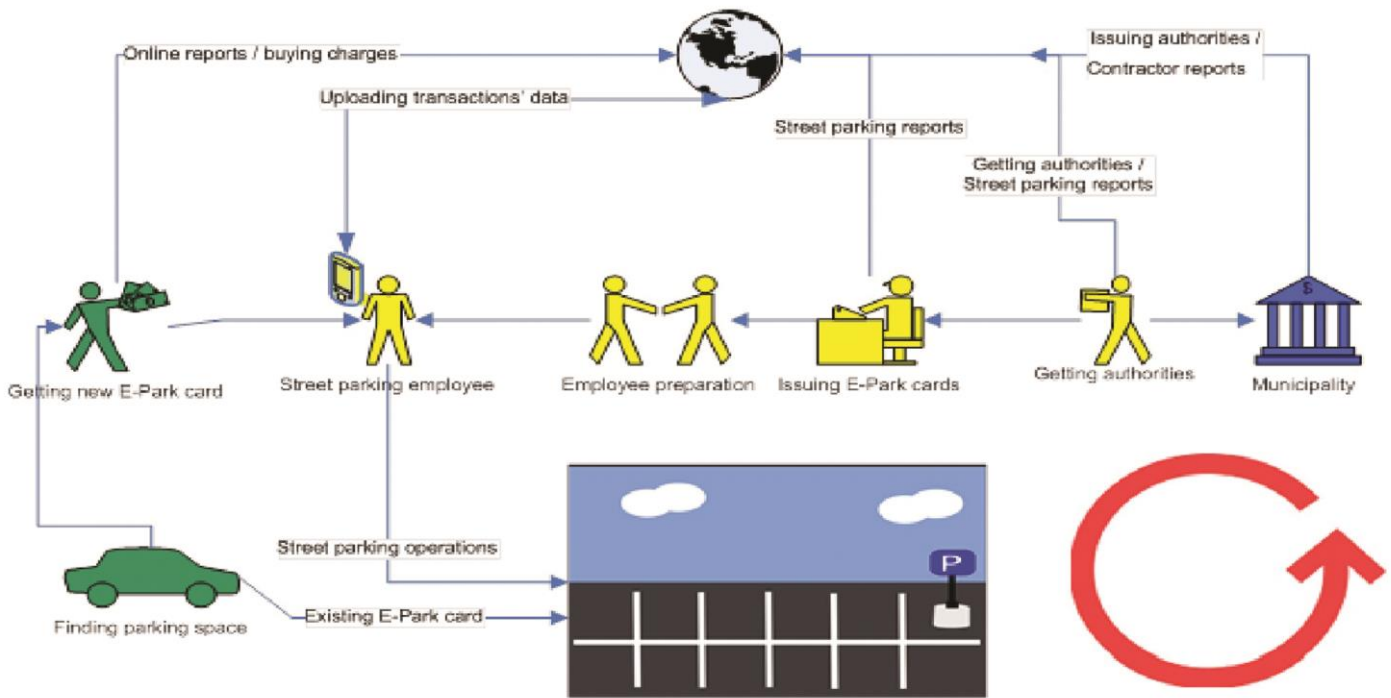 Online reports / buying charges
Issuing authorities /
Contractor reports
Uploading transactions' data
Street parking reports
Getting authorities /
Street parking reports
$
Getting new E-Park card
Street parking employee
Employee preparation
Issuing E-Park cards
Getting authorities
Municipality
Street parking operations
P
Existing E-Park card
Finding parking space